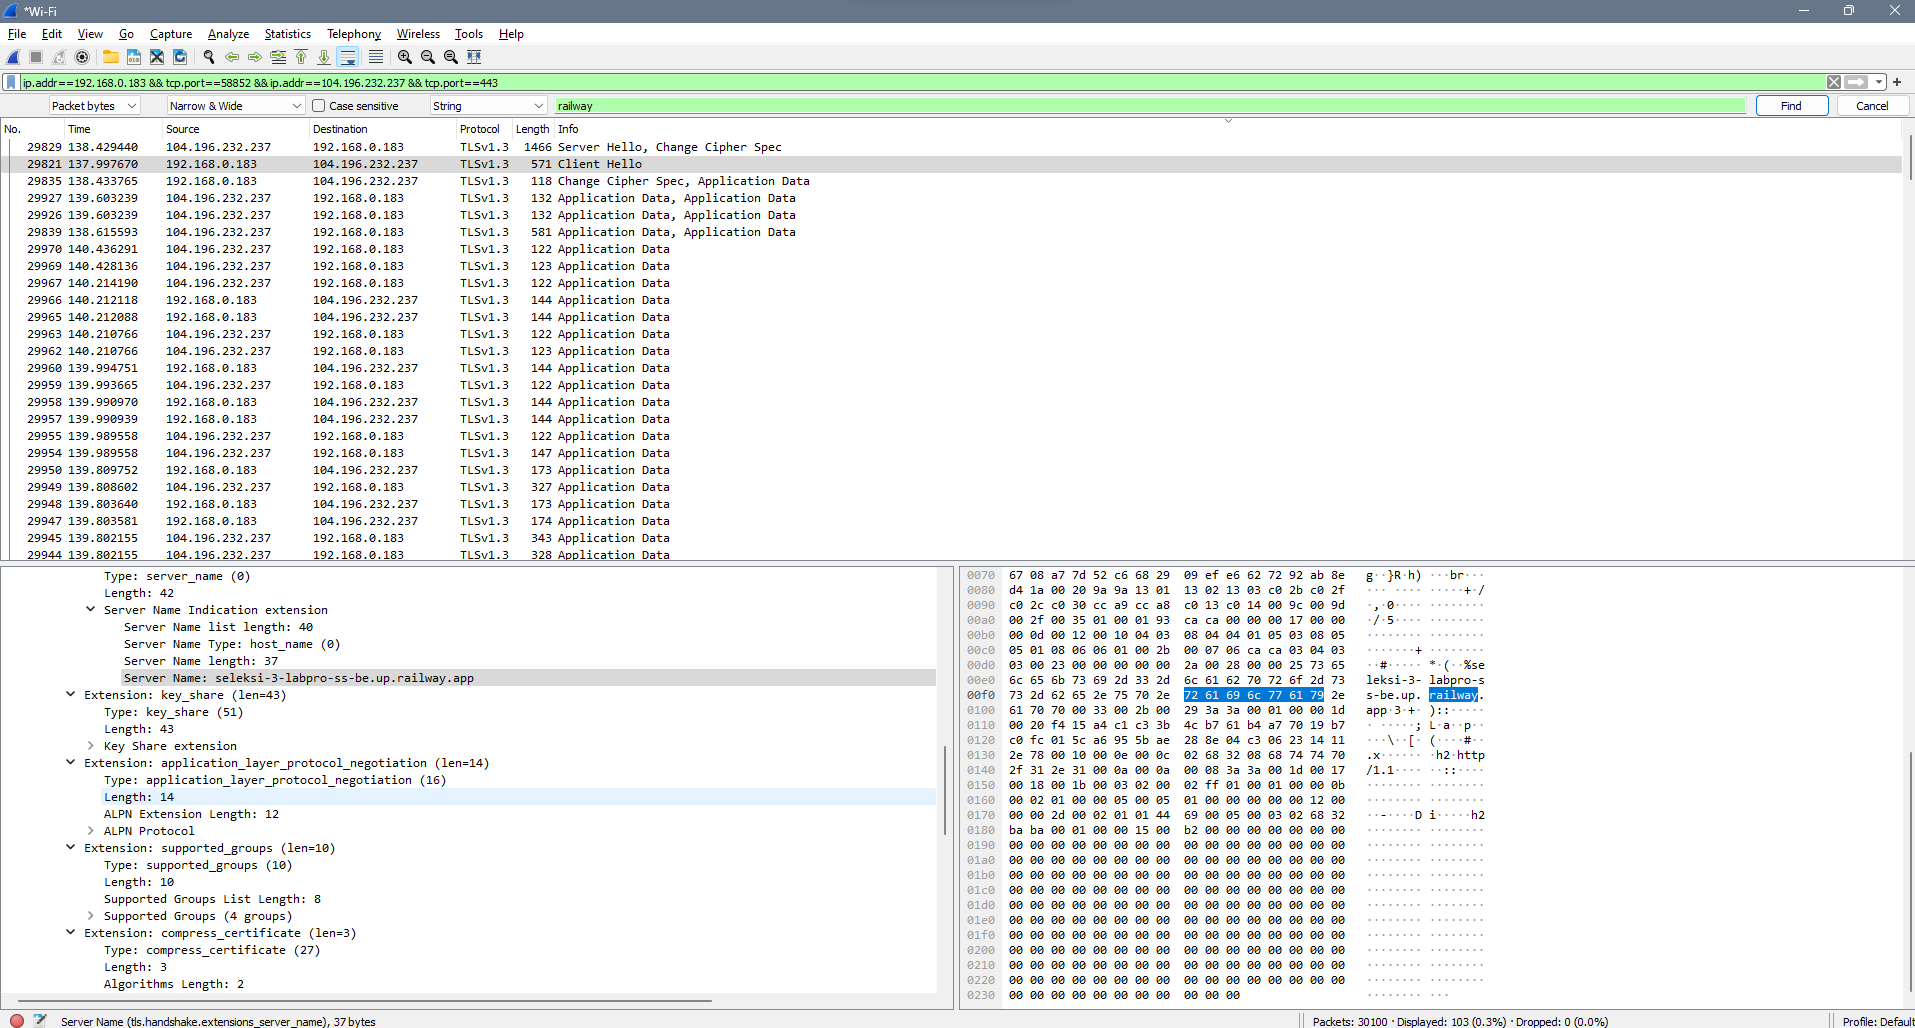 *Wi-Fi
File Edit View Go Capture Analyze Statistics Telephony Wireless Tools Help
ip.addr==192.168.0.183 && tcp.port==58852 && ip.addr==104.196.232.237 && tcp.port==443
Packet bytes Narrow & Wide Case sensitive String railway Find Cancel
No. Time Source Destination Protocol Length Info
29829 138.429440 104.196.232.237 192.168.0.183 TLSv1.3 1466 Server Hello, Change Cipher Spec
29821 137.997670 192.168.0.183 104.196.232.237 TLSv1.3 571 Client Hello
29835 138.433765 192.168.0.183 104.196.232.237 TLSv1.3 118 Change Cipher Spec, Application Data
29927 139.603239 104.196.232.237 192.168.0.183 TLSv1.3 132 Application Data, Application Data
29926 139.603239 104.196.232.237 192.168.0.183 TLSv1.3 132 Application Data, Application Data
29839 138.615593 104.196.232.237 192.168.0.183 TLSv1.3 581 Application Data, Application Data
29970 140.436291 104.196.232.237 192.168.0.183 TLSv1.3 122 Application Data
29969 140.428136 104.196.232.237 192.168.0.183 TLSv1.3 123 Application Data
29967 140.214190 104.196.232.237 192.168.0.183 TLSv1.3 122 Application Data
29966 140.212118 192.168.0.183 104.196.232.237 TLSv1.3 144 Application Data
29965 140.212088 192.168.0.183 104.196.232.237 TLSv1.3 144 Application Data
29963 140.210766 104.196.232.237 192.168.0.183 TLSv1.3 122 Application Data
29962 140.210766 104.196.232.237 192.168.0.183 TLSv1.3 123 Application Data
29960 139.994751 192.168.0.183 104.196.232.237 TLSv1.3 144 Application Data
29959 139.993665 104.196.232.237 192.168.0.183 TLSv1.3 122 Application Data
29958 139.990970 192.168.0.183 104.196.232.237 TLSv1.3 144 Application Data
29957 139.990939 192.168.0.183 104.196.232.237 TLSv1.3 144 Application Data
29955 139.989558 104.196.232.237 192.168.0.183 TLSv1.3 122 Application Data
29954 139.989558 104.196.232.237 192.168.0.183 TLSv1.3 147 Application Data
29950 139.809752 192.168.0.183 104.196.232.237 TLSv1.3 173 Application Data
29949 139.808602 104.196.232.237 192.168.0.183 TLSv1.3 327 Application Data
29948 139.803640 192.168.0.183 104.196.232.237 TLSv1.3 173 Application Data
29947 139.803581 192.168.0.183 104.196.232.237 TLSv1.3 174 Application Data
29945 139.802155 104.196.232.237 192.168.0.183 TLSv1.3 343 Application Data
29944 139.802155 104.196.232.237 192.168.0.183 TLSv1.3 328 Application Data
Type: server_name (0)
Length: 42
Server Name Indication extension
Server Name list length: 40
Server Name Type: host_name (0)
Server Name length: 37
Server Name: seleksi-3-labpro-ss-be.up.railway.app
Extension: key_share (len=43)
Type: key_share (51)
Length: 43
Key Share extension
Extension: application_layer_protocol_negotiation (len=14)
Type: application_layer_protocol_negotiation (16)
Length: 14
ALPN Extension Length: 12
ALPN Protocol
Extension: supported_groups (len=10)
Type: supported_groups (10)
Length: 10
Supported Groups List Length: 8
Supported Groups (4 groups)
Extension: compress_certificate (len=3)
Type: compress_certificate (27)
Length: 3
Algorithms Length: 2
0070 67 08 a7 7d 52 c6 68 29 09 ef e6 62 72 92 ab 8e g··}R·h) ···br···
0080 d4 1a 00 20 9a 9a 13 01 13 02 13 03 c0 2b c0 2f ··· ···· ·····+·/
0090 c0 2c c0 30 cc a9 cc a8 c0 13 c0 14 00 9c 00 9d ·,·0···· ········
00a0 00 2f 00 35 01 00 01 93 ca ca 00 00 00 17 00 00 ·/·5···· ········
00b0 00 0d 00 12 00 10 04 03 08 04 04 01 05 03 08 05 ········ ········
00c0 05 01 08 06 06 01 00 2b 00 07 06 ca ca 03 04 03 ·······+ ········
00d0 03 00 23 00 00 00 00 00 2a 00 28 00 00 25 73 65 ··#····· *·(··%se
00e0 6c 65 6b 73 69 2d 33 2d 6c 61 62 70 72 6f 2d 73 leksi-3- labpro-s
00f0 73 2d 62 65 2e 75 70 2e 72 61 69 6c 77 61 79 2e s-be.up. railway.
0100 61 70 70 00 33 00 2b 00 29 3a 3a 00 01 00 00 1d app·3·+· )::·····
0110 00 20 f4 15 a4 c1 c3 3b 4c b7 61 b4 a7 70 19 b7 · ·····; L·a··p··
0120 c0 fc 01 5c a6 95 5b ae 28 8e 04 c3 06 23 14 11 ···\··[· (····#··
0130 2e 78 00 10 00 0e 00 0c 02 68 32 08 68 74 74 70 .x······ ·h2·http
0140 2f 31 2e 31 00 0a 00 0a 00 08 3a 3a 00 1d 00 17 /1.1···· ··::····
0150 00 18 00 1b 00 03 02 00 02 ff 01 00 01 00 00 0b ········ ········
0160 00 02 01 00 00 05 00 05 01 00 00 00 00 00 12 00 ········ ········
0170 00 00 2d 00 02 01 01 44 69 00 05 00 03 02 68 32 ··-····D i·····h2
0180 ba ba 00 01 00 00 15 00 b2 00 00 00 00 00 00 00 ········ ········
0190 00 00 00 00 00 00 00 00 00 00 00 00 00 00 00 00 ········ ········
01a0 00 00 00 00 00 00 00 00 00 00 00 00 00 00 00 00 ········ ········
01b0 00 00 00 00 00 00 00 00 00 00 00 00 00 00 00 00 ········ ········
01c0 00 00 00 00 00 00 00 00 00 00 00 00 00 00 00 00 ········ ········
01d0 00 00 00 00 00 00 00 00 00 00 00 00 00 00 00 00 ········ ········
01e0 00 00 00 00 00 00 00 00 00 00 00 00 00 00 00 00 ········ ········
01f0 00 00 00 00 00 00 00 00 00 00 00 00 00 00 00 00 ········ ········
0200 00 00 00 00 00 00 00 00 00 00 00 00 00 00 00 00 ········ ········
0210 00 00 00 00 00 00 00 00 00 00 00 00 00 00 00 00 ········ ········
0220 00 00 00 00 00 00 00 00 00 00 00 00 00 00 00 00 ········ ········
0230 00 00 00 00 00 00 00 00 00 00 00 ········ ···
Server Name (tls.handshake.extensions_server_name), 37 bytes
Packets: 30100 · Displayed: 103 (0.3%) · Dropped: 0 (0.0%)
Profile: Default